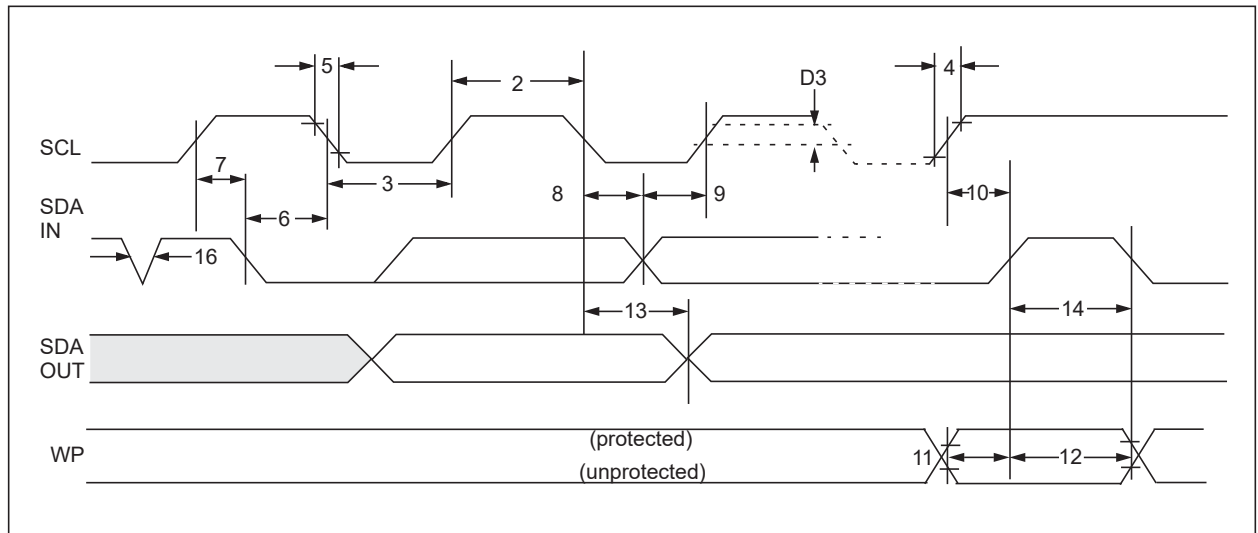 5
2
D3
4
SCL
7
3
8
9
10
SDA
IN
6
16
13
14
SDA
OUT
WP
(protected)
(unprotected)
11
12